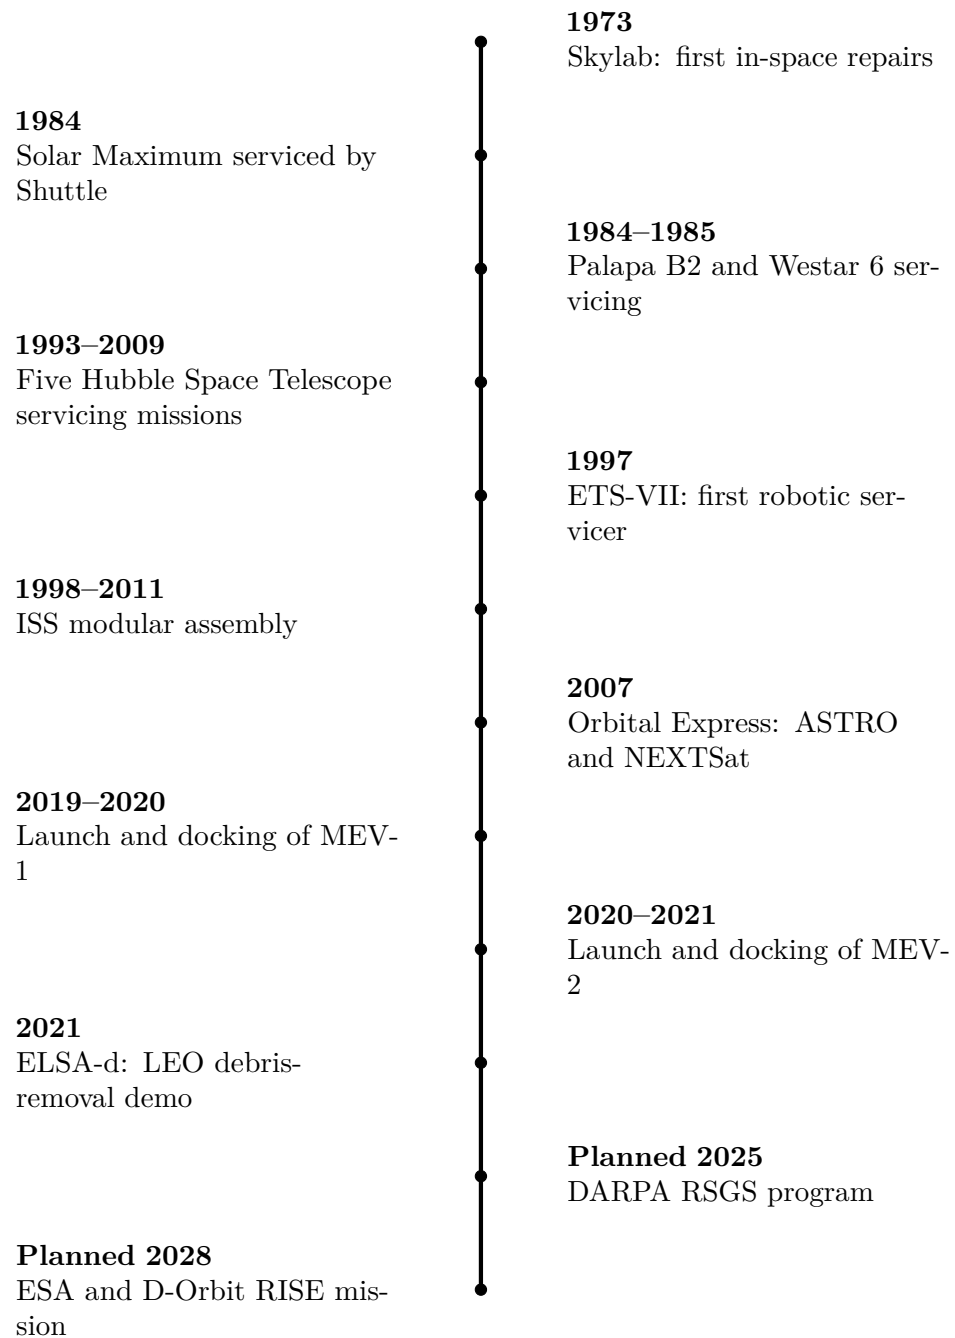 1973
Skylab: first in-space repairs
1984
Solar Maximum serviced by
Shuttle
1984–1985
Palapa B2 and Westar 6 ser-
vicing
1993–2009
Five Hubble Space Telescope
servicing missions
1997
ETS-VII: first robotic ser-
vicer
1998–2011
ISS modular assembly
2007
Orbital Express: ASTRO
and NEXTSat
2019–2020
Launch and docking of MEV-
1
2020–2021
Launch and docking of MEV-
2
2021
ELSA-d: LEO debris-
removal demo
Planned 2025
DARPA RSGS program
Planned 2028
ESA and D-Orbit RISE mis-
sion